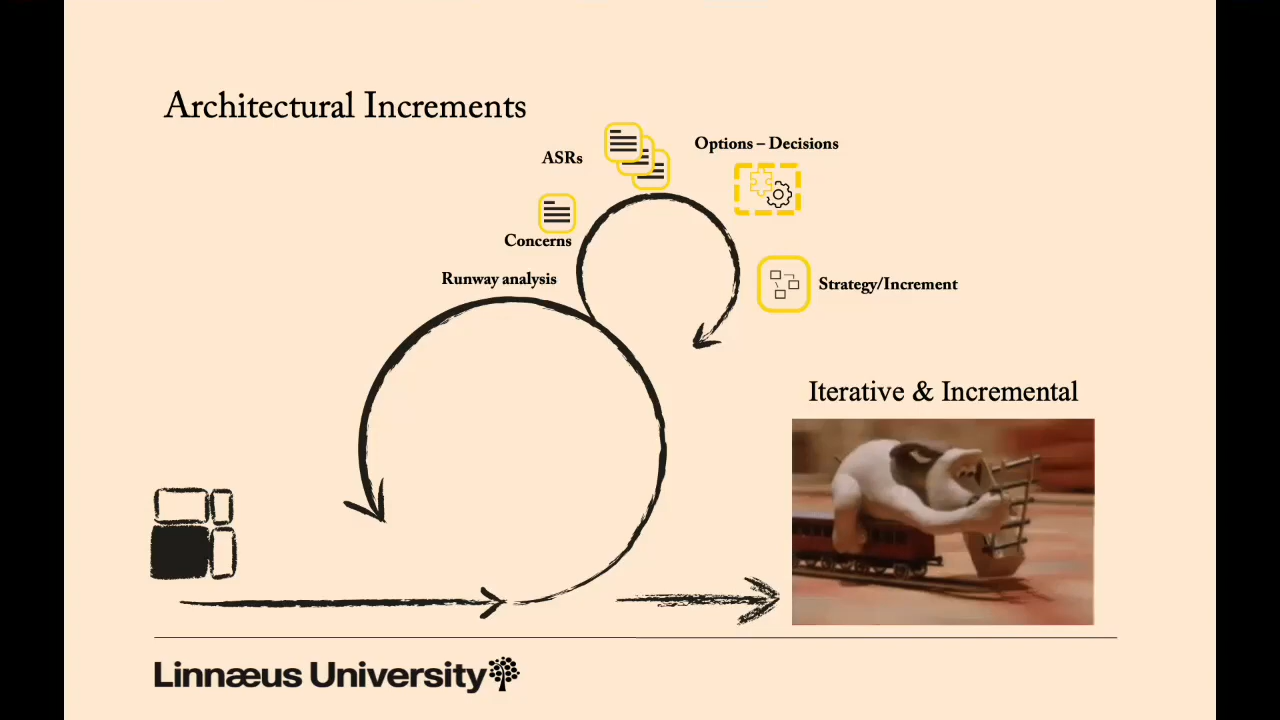 Architectural Increments
ASRs
Options – Decisions
Concerns
Runway analysis
Strategy/Increment
Iterative & Incremental
Linnæus University